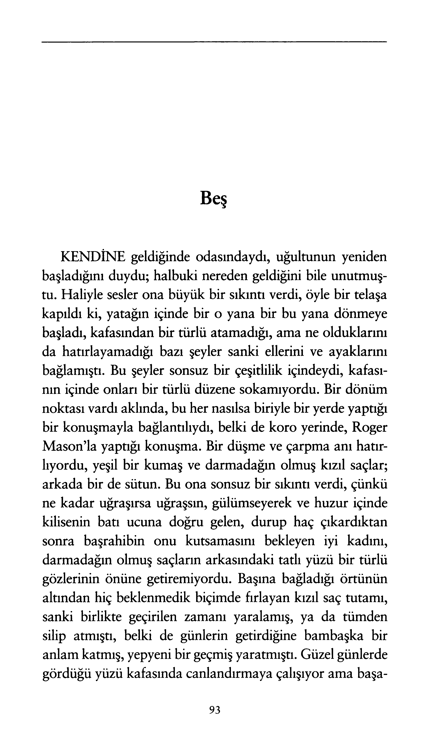 Beş
KENDİNE geldiğinde odasındaydı, uğultunun yeniden
başladığını duydu; halbuki nereden geldiğini bile unutmuş-
tu. Haliyle sesler ona büyük bir sıkıntı verdi, öyle bir telaşa
kapıldı ki, yatağın içinde bir o yana bir bu yana dönmeye
başladı, kafasından bir türlü atamadığı, ama ne olduklarını
da hatırlayamadığı bazı şeyler sanki ellerini ve ayaklarını
bağlamıştı. Bu şeyler sonsuz bir çeşitlilik içindeydi, kafası-
nın içinde onları bir türlü düzene sokamıyordu. Bir dönüm
noktası vardı aklında, bu her nasılsa biriyle bir yerde yaptığı
bir konuşmayla bağlantılıydı, belki de koro yerinde, Roger
Mason'la yaptığı konuşma. Bir düşme ve çarpma anı hatır-
lıyordu, yeşil bir kumaş ve darmadağın olmuş kızıl saçlar;
arkada bir de sütun. Bu ona sonsuz bir sıkıntı verdi, çünkü
ne kadar uğraşırsa uğraşsın, gülümseyerek ve huzur içinde
kilisenin batı ucuna doğru gelen, durup haç çıkardıktan
sonra başrahibin onu kutsamasını bekleyen iyi kadını,
darmadağın olmuş saçların arkasındaki tatlı yüzü bir türlü
gözlerinin önüne getiremiyordu. Başına bağladığı örtünün
altından hiç beklenmedik biçimde fırlayan kızıl saç tutamı,
sanki birlikte geçirilen zamanı yaralamış, ya da tümden
silip atmıştı, belki de günlerin getirdiğine bambaşka bir
anlam katmış, yepyeni bir geçmiş yaratmıştı. Güzel günlerde
gördüğü yüzü kafasında canlandırmaya çalışıyor ama başa-
93